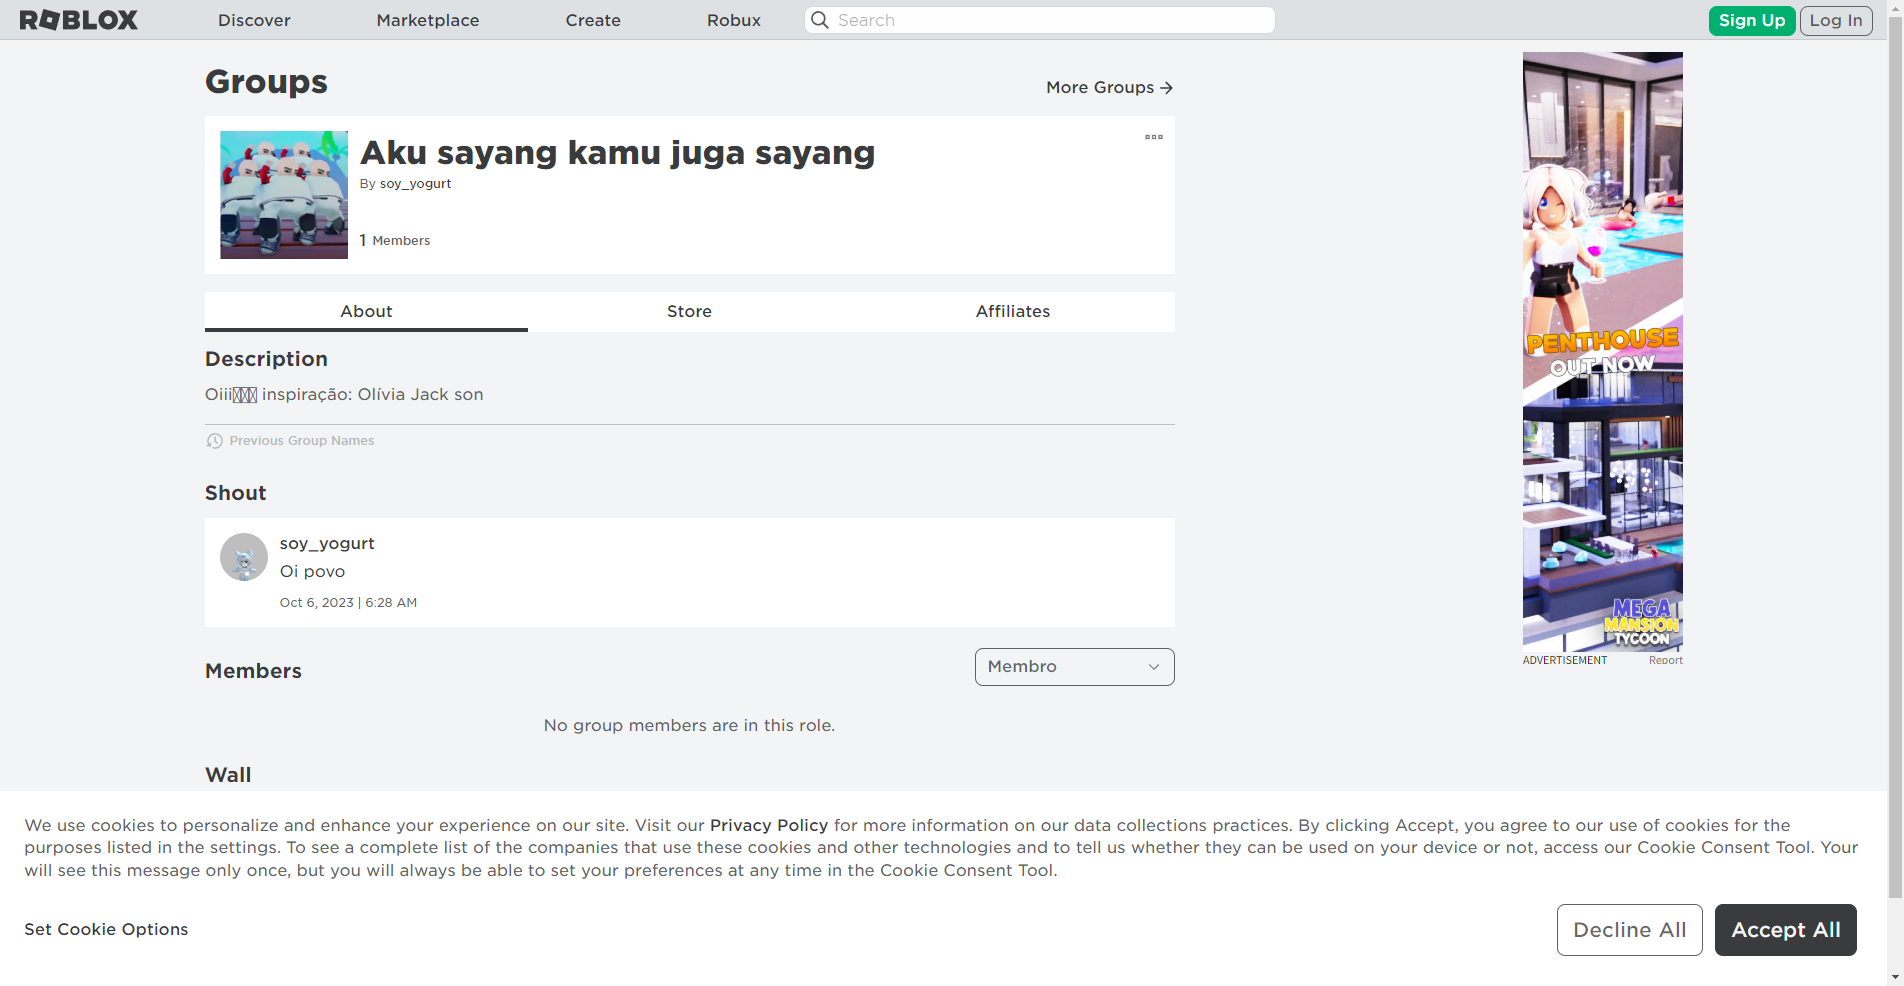 ROBLOX
Discover
Marketplace
Create
Robux
Search
Sign Up
Log In
Groups
More Groups
Aku sayang kamu juga sayang
By soy_yogurt
1 Members
About
Store
Affiliates
Description
Oiii inspiração: Olívia Jack son
Previous Group Names
Shout
soy_yogurt
Oi povo
Oct 6, 2023 | 6:28 AM
Members
Membro
No group members are in this role.
Wall
PENTHOUSE
OUT NOW
MEGA
MANSION
TYCOON
ADVERTISEMENT
Report
We use cookies to personalize and enhance your experience on our site. Visit our Privacy Policy for more information on our data collections practices. By clicking Accept, you agree to our use of cookies for the
purposes listed in the settings. To see a complete list of the companies that use these cookies and other technologies and to tell us whether they can be used on your device or not, access our Cookie Consent Tool. Your
will see this message only once, but you will always be able to set your preferences at any time in the Cookie Consent Tool.
Set Cookie Options
Decline All
Accept All